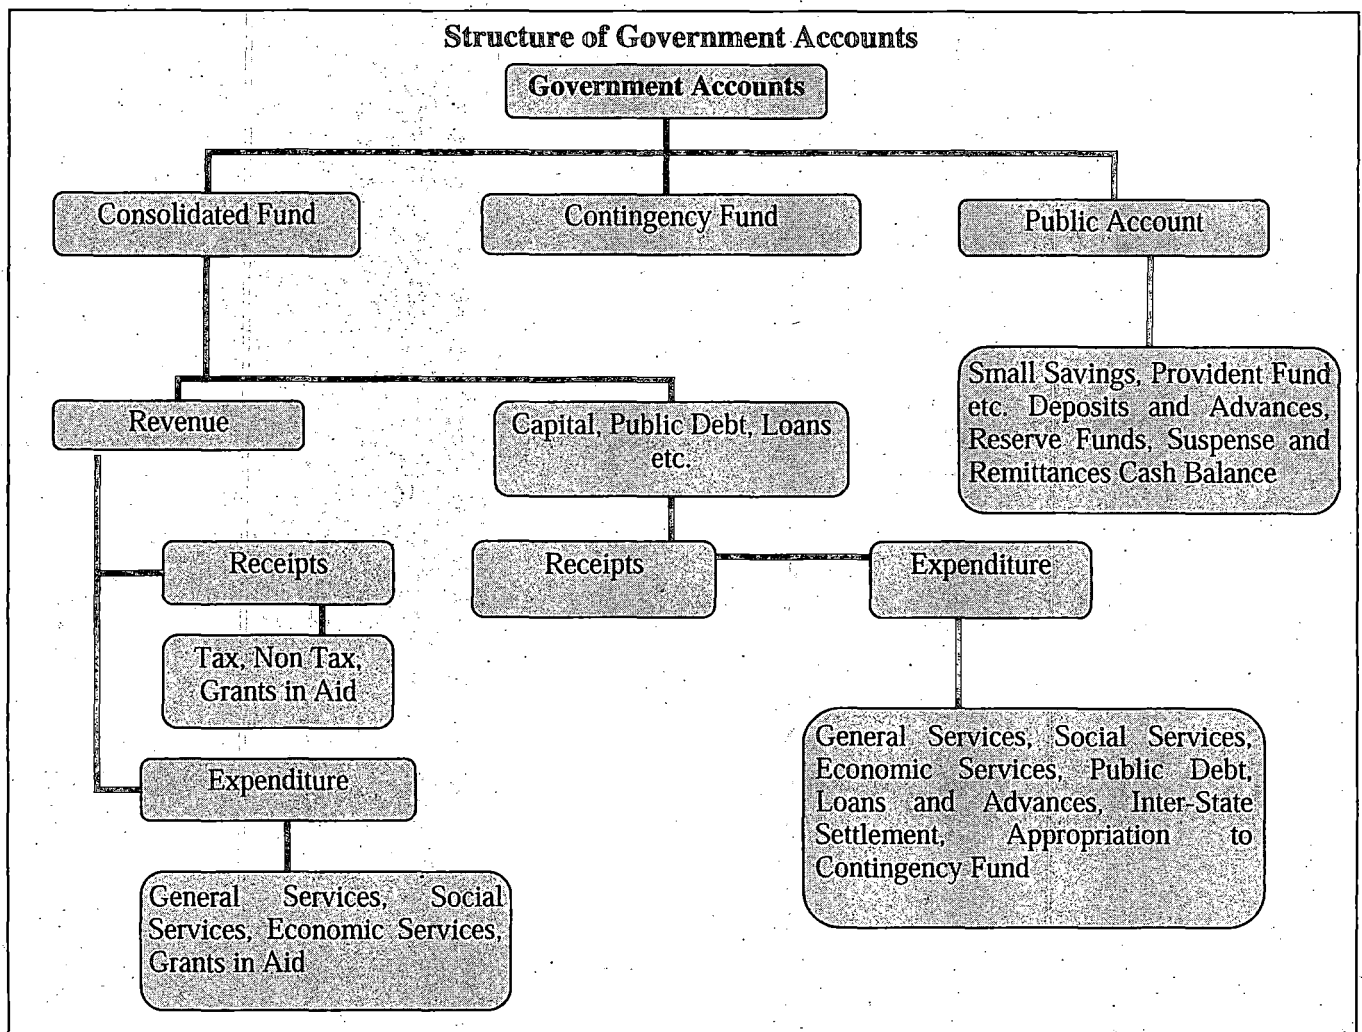 Structure of Government Accounts
Government Accounts
Consolidated Fund
Contingency Fund
Public Account
Small Savings, Provident Fund
etc. Deposits and Advances,
Reserve Funds, Suspense and
Remittances Cash Balance
Revenue
Capital, Public Debt, Loans
etc.
Receipts
Tax, Non Tax,
Grants in Aid
Expenditure
General Services, Social
Services, Economic Services,
Grants in Aid
Receipts
Expenditure
General Services, Social Services,
Economic Services, Public Debt,
Loans and Advances, Inter-State
Settlement, Appropriation to
Contingency Fund